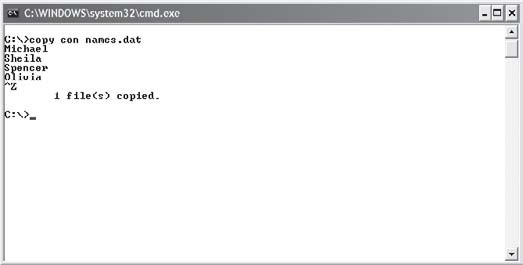 C:\WINDOWS\system32\cmd.exe
C:\>copy con names.dat
Michael
Sheila
Spencer
Olivia
^Z
1 file(s) copied.
C:\>_